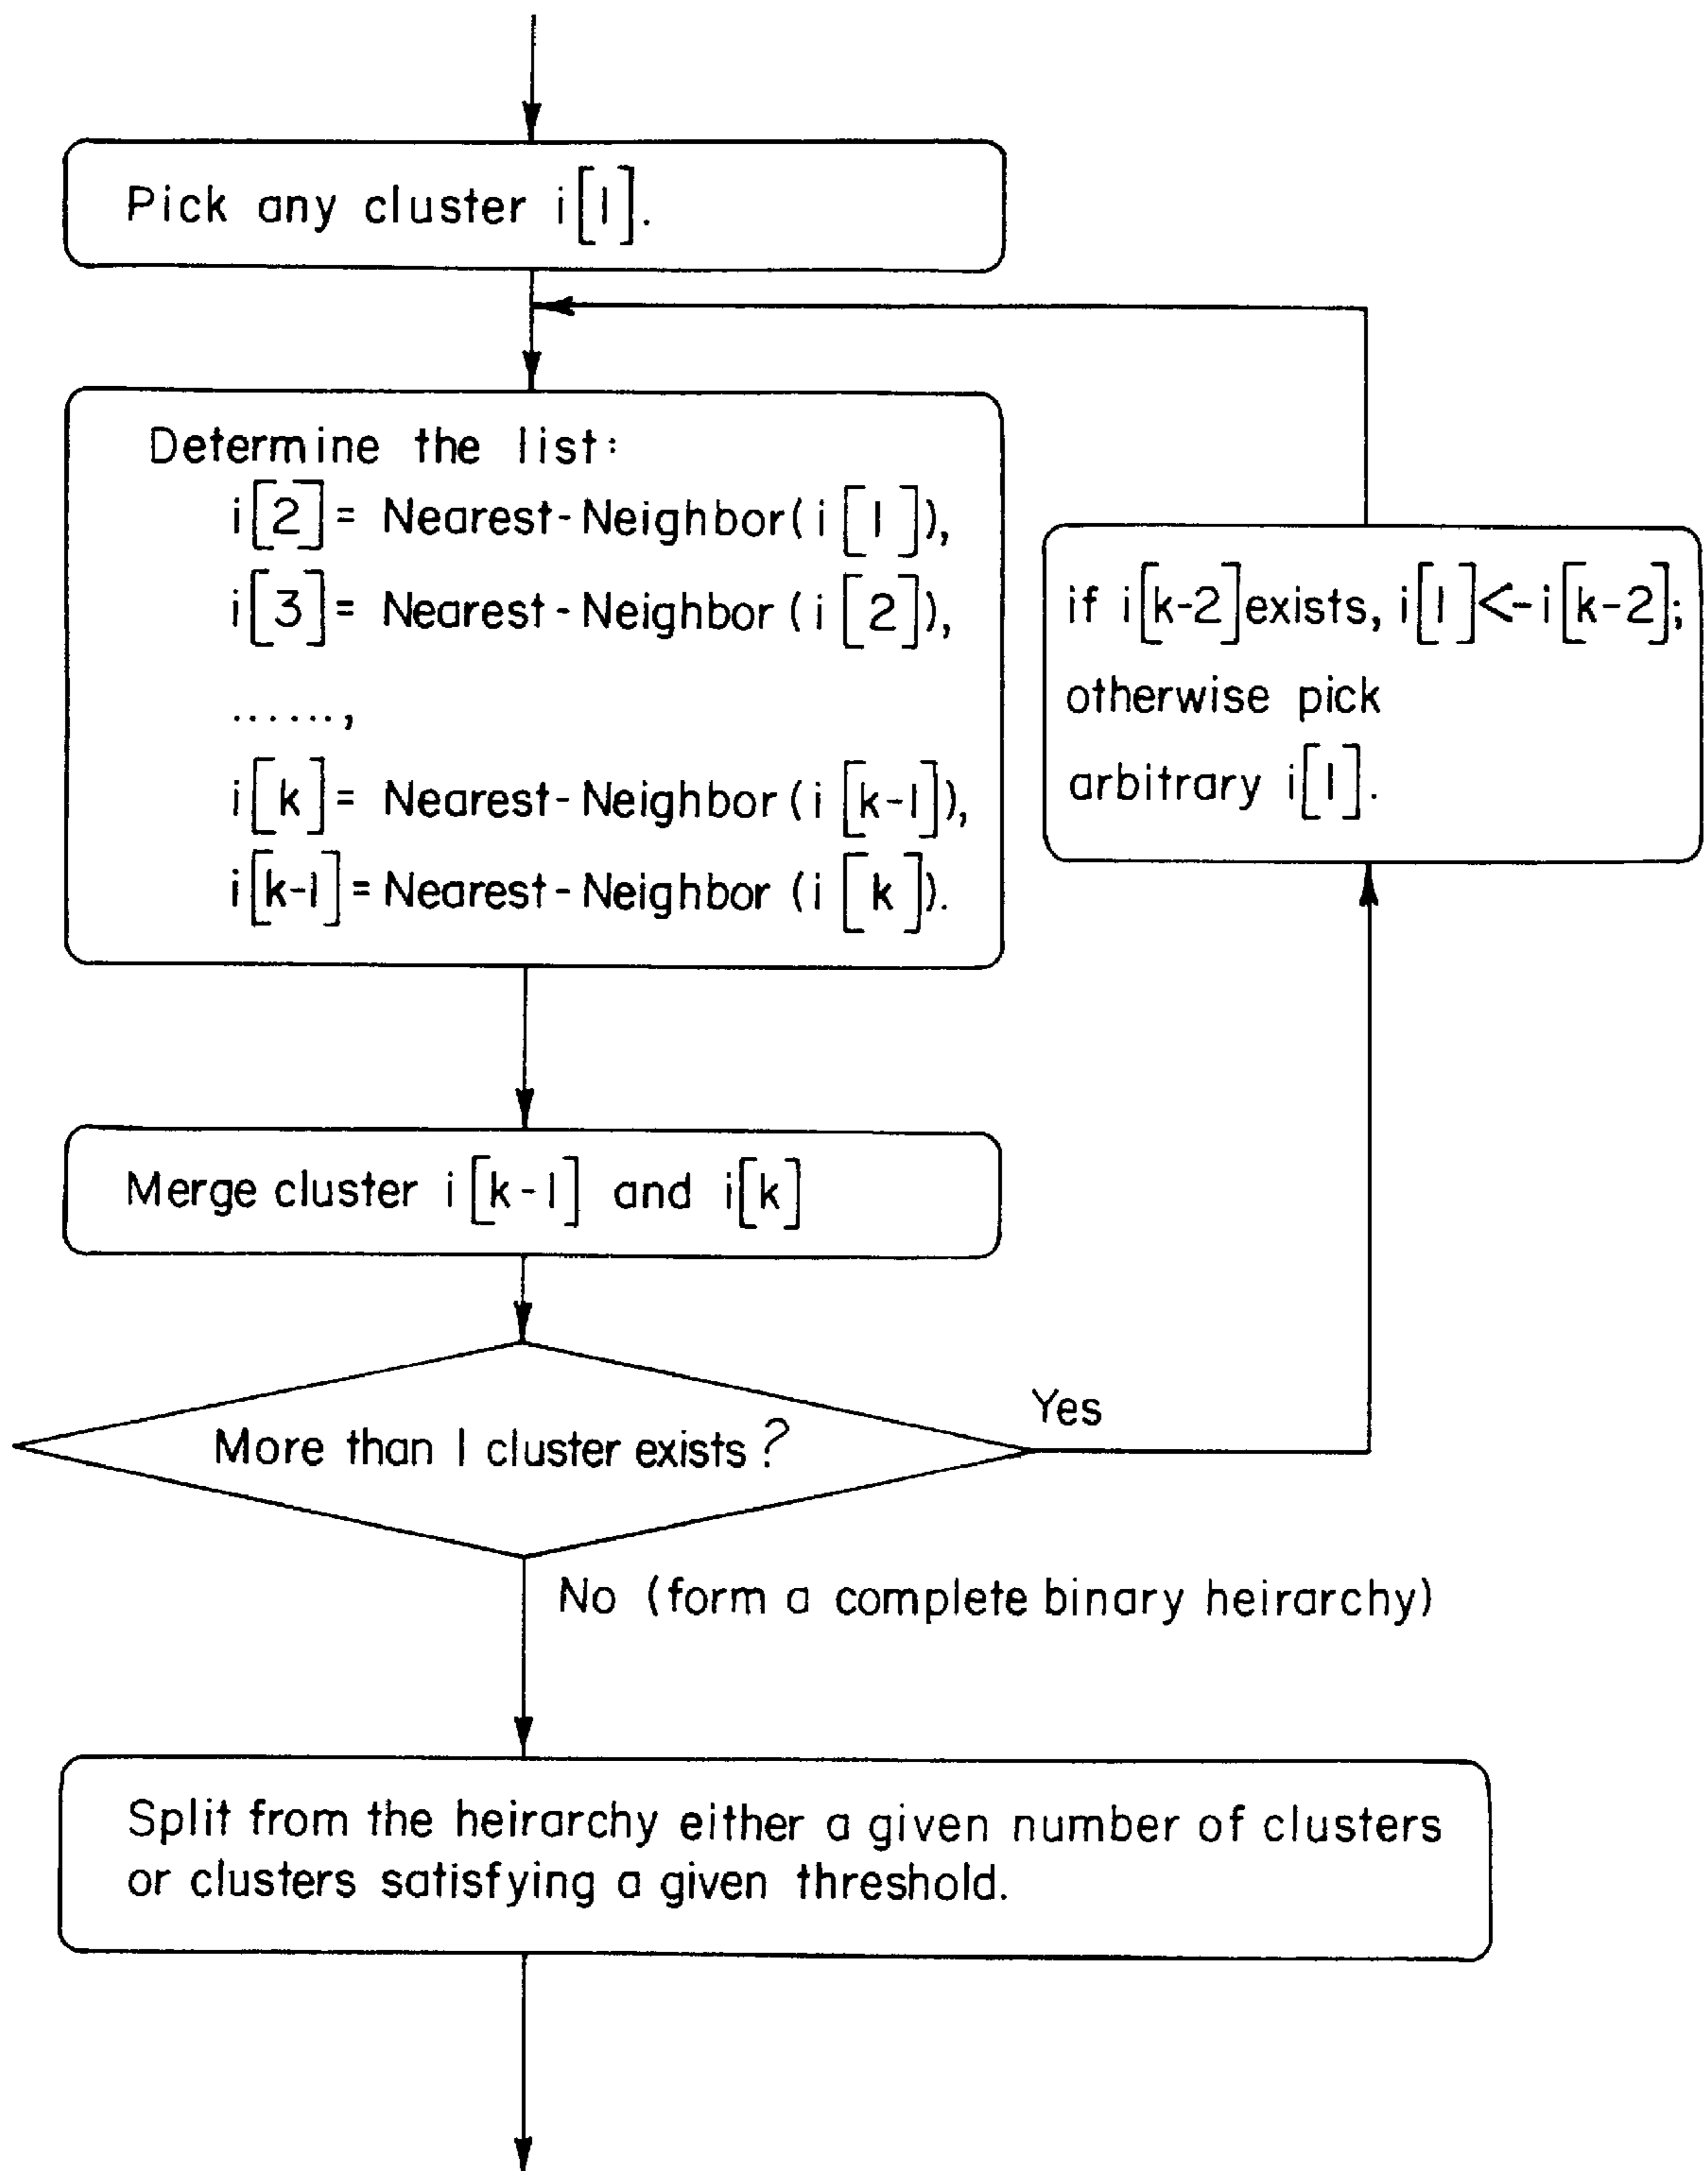 Pick any cluster i[1].
Determine the list:
i[2]= Nearest-Neighbor(i[1]),
i[3]= Nearest-Neighbor (i[2]),
......,
i[k]= Nearest-Neighbor(i[k-1]),
i[k-1]=Nearest-Neighbor (i[k]).
if i[k-2]exists, i[1]<-i[k-2];
otherwise pick
arbitrary i[1].
Merge cluster i[k-1] and i[k]
More than 1 cluster exists?
Yes
No (form a complete binary heirarchy)
Split from the heirarchy either a given number of clusters
or clusters satisfying a given threshold.